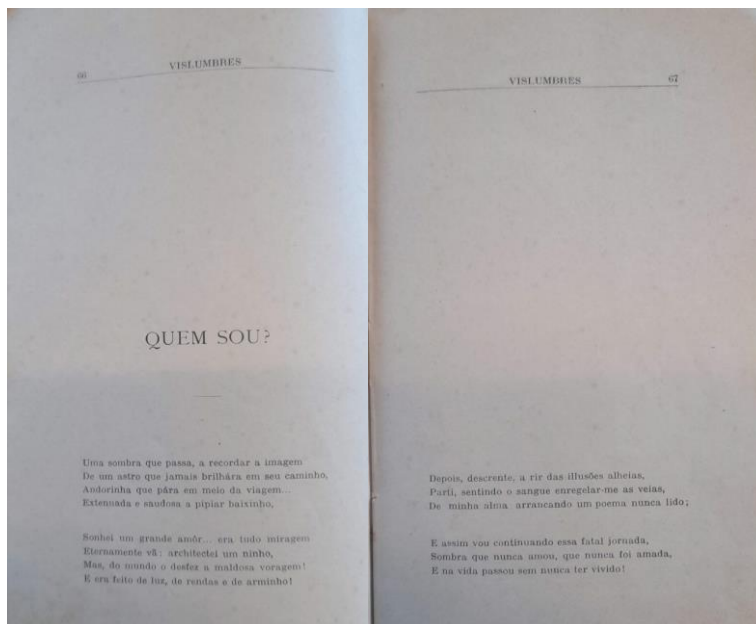 66
VISLUMBRES
QUEM SOU?
Uma sombra que passa, a recordar a imagem
De um astro que jamais brilhára em seu caminho,
Andorinha que pára em meio da viagem...
Extenuada e saudosa a pipiar baixinho,
Sonhei um grande amôr... era tudo miragem
Eternamente vã: architectei um ninho,
Mas, do mundo o desfez a maldosa voragem!
E era feito de luz, de rendas e de arminho!
VISLUMBRES
67
Depois, descrente, a rir das illusões alheias,
Parti, sentindo o sangue enregelar-me as veias,
De minha alma arrancando um poema nunca lido;
E assim vou continuando essa fatal jornada,
Sombra que nunca amou, que nunca foi amada,
E na vida passou sem nunca ter vivido!